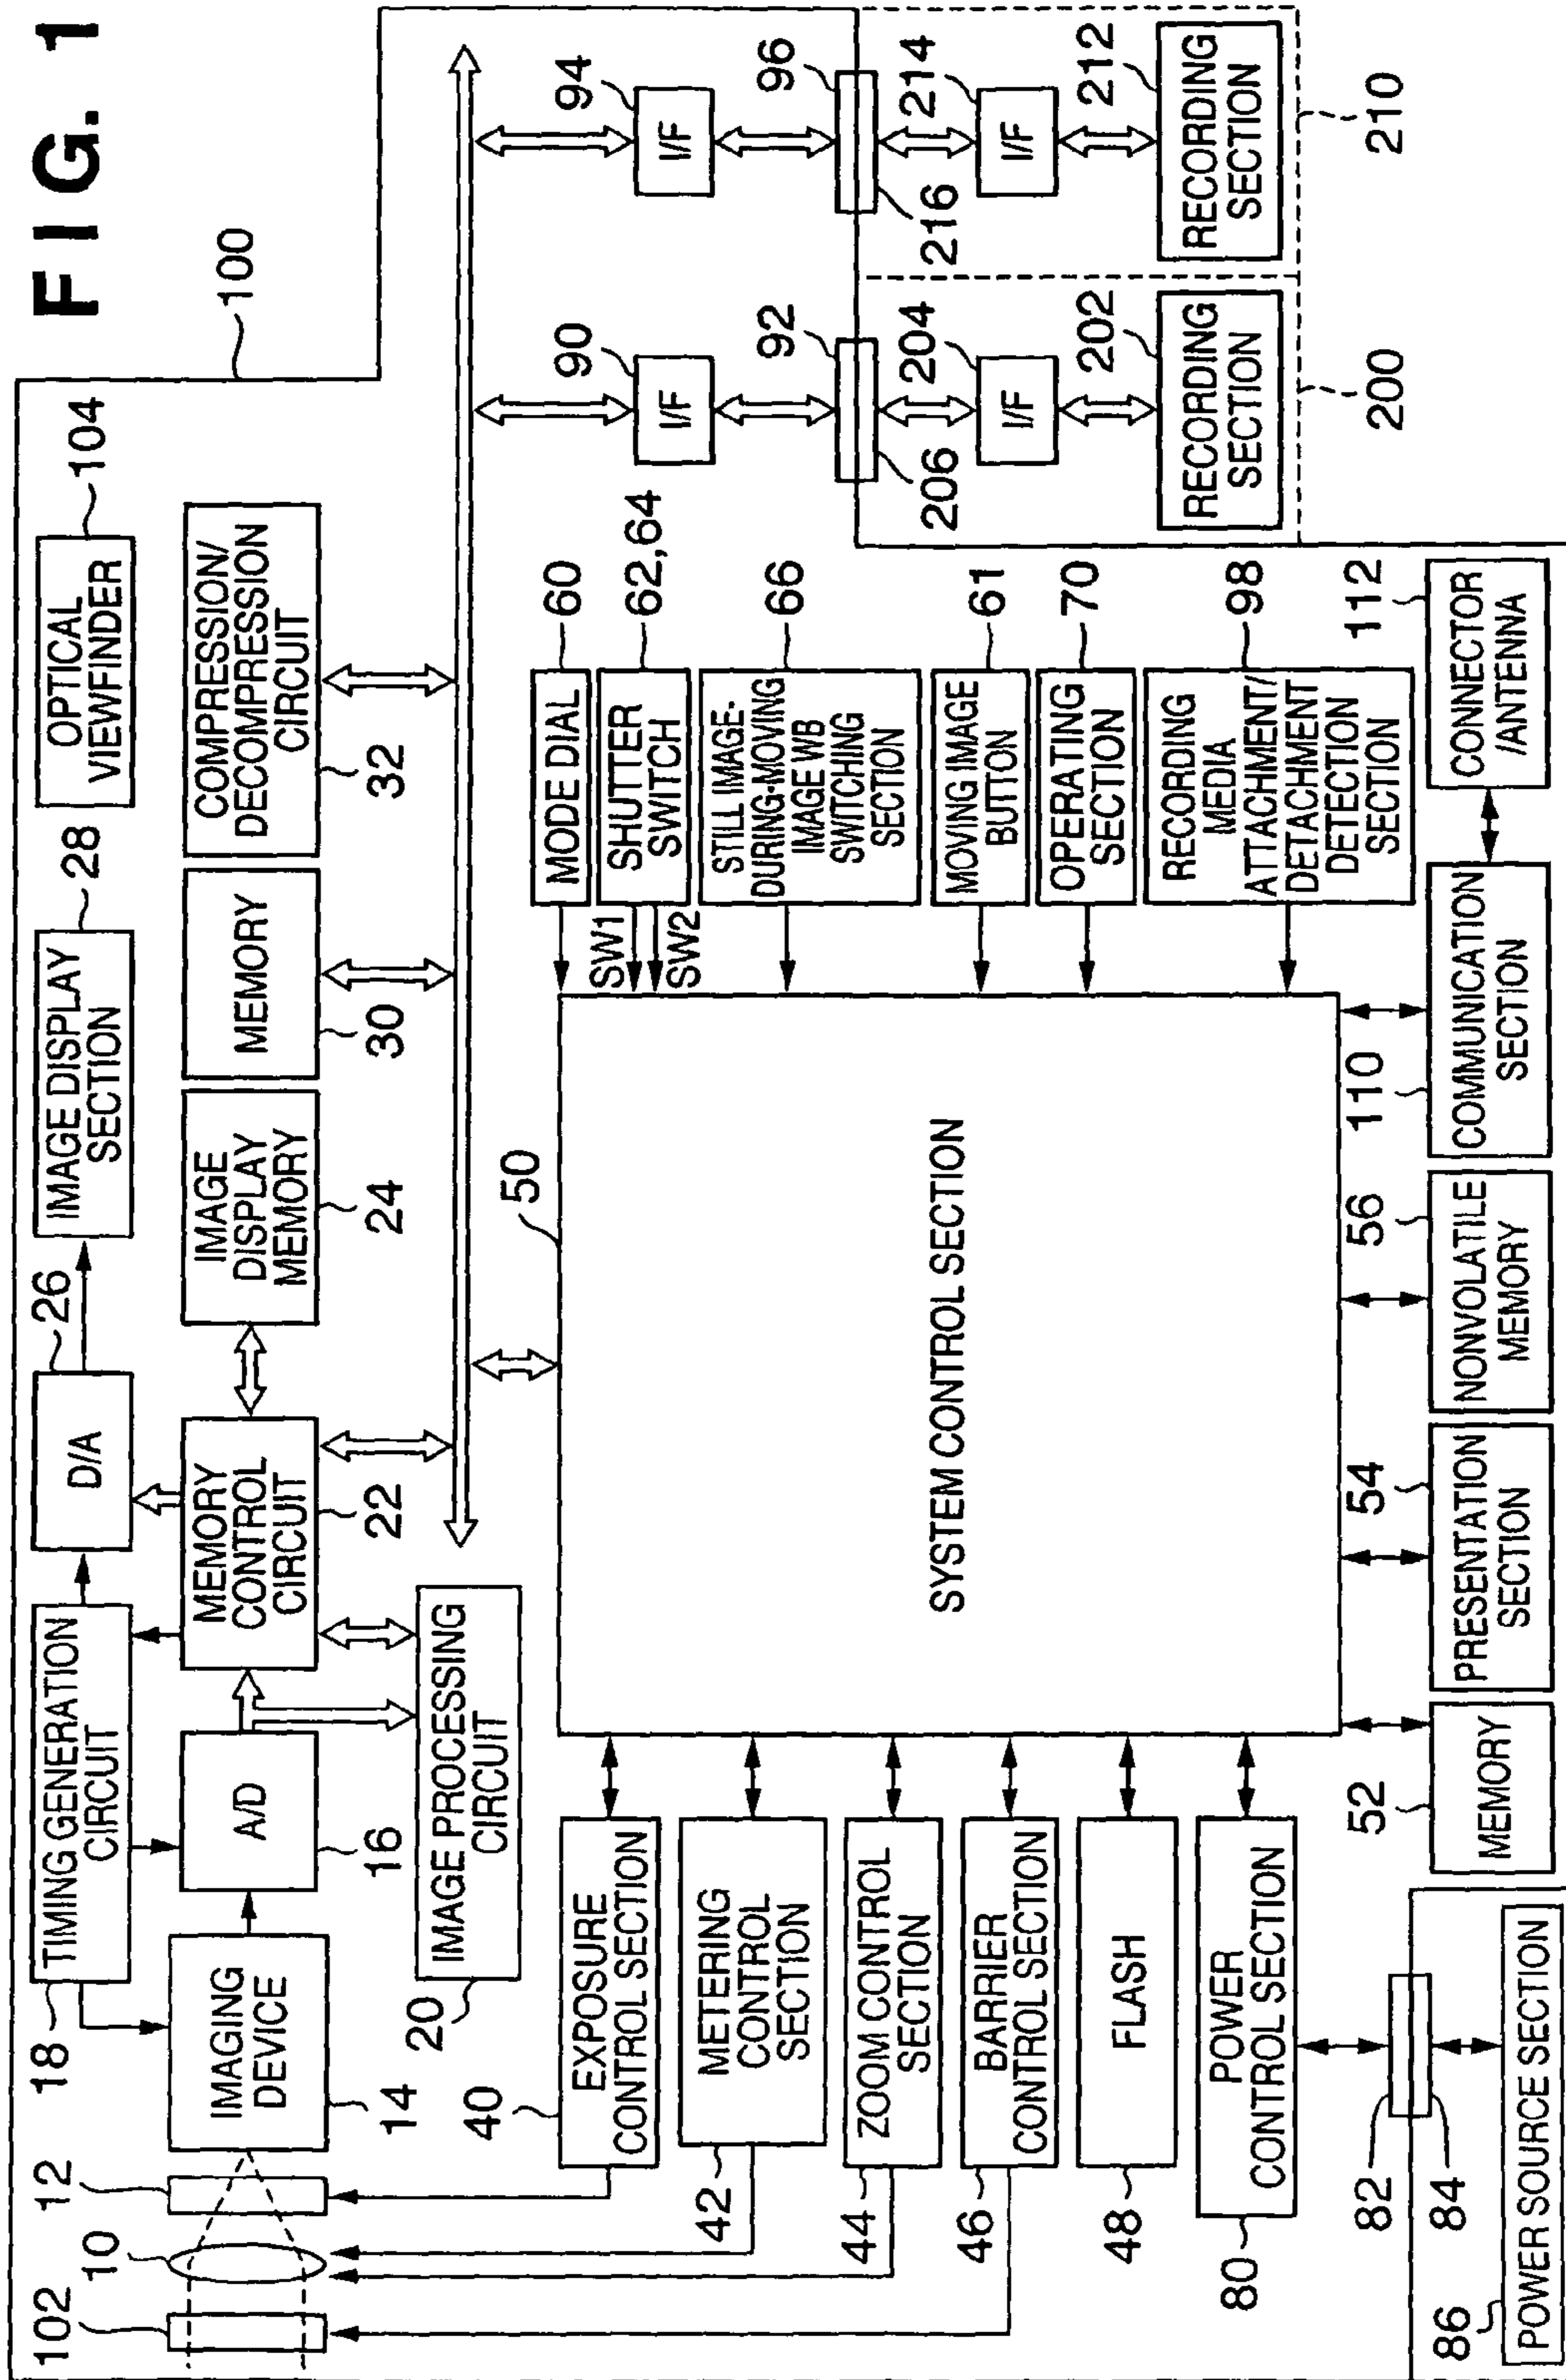 FIG. 1
100
102
10
12
14
IMAGING
DEVICE
18
TIMING GENERATION
CIRCUIT
A/D
16
20
IMAGE PROCESSING
CIRCUIT
D/A
26
MEMORY
CONTROL
CIRCUIT
22
IMAGE DISPLAY
SECTION
28
IMAGE
DISPLAY
MEMORY
24
MEMORY
30
OPTICAL
VIEWFINDER
104
COMPRESSION/
DECOMPRESSION
CIRCUIT
32
40
EXPOSURE
CONTROL SECTION
42
METERING
CONTROL
SECTION
44
ZOOM CONTROL
SECTION
46
BARRIER
CONTROL SECTION
48
FLASH
80
POWER
CONTROL SECTION
82
84
86
POWER SOURCE SECTION
50
SYSTEM CONTROL SECTION
52
MEMORY
54
PRESENTATION
SECTION
56
NONVOLATILE
MEMORY
110
COMMUNICATION
SECTION
112
CONNECTOR
/ANTENNA
MODE DIAL
60
SW1
SW2
SHUTTER
SWITCH
62,64
STILL IMAGE-
DURING-MOVING
IMAGE WB
SWITCHING
SECTION
66
MOVING IMAGE
BUTTON
61
OPERATING
SECTION
70
RECORDING
MEDIA
ATTACHMENT/
DETACHMENT
DETECTION
SECTION
98
90
I/F
92
206
204
I/F
202
RECORDING
SECTION
200
94
I/F
96
216
214
I/F
212
RECORDING
SECTION
210